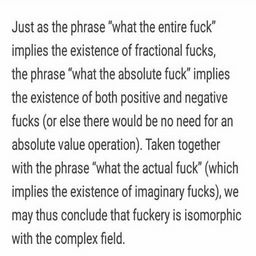 Just as the phrase “what the entire fuck”
implies the existence of fractional fucks,
the phrase “what the absolute fuck” implies
the existence of both positive and negative
fucks (or else there would be no need for an
absolute value operation). Taken together
with the phrase “what the actual fuck” (which
implies the existence of imaginary fucks), we
may thus conclude that fuckery is isomorphic
with the complex field.